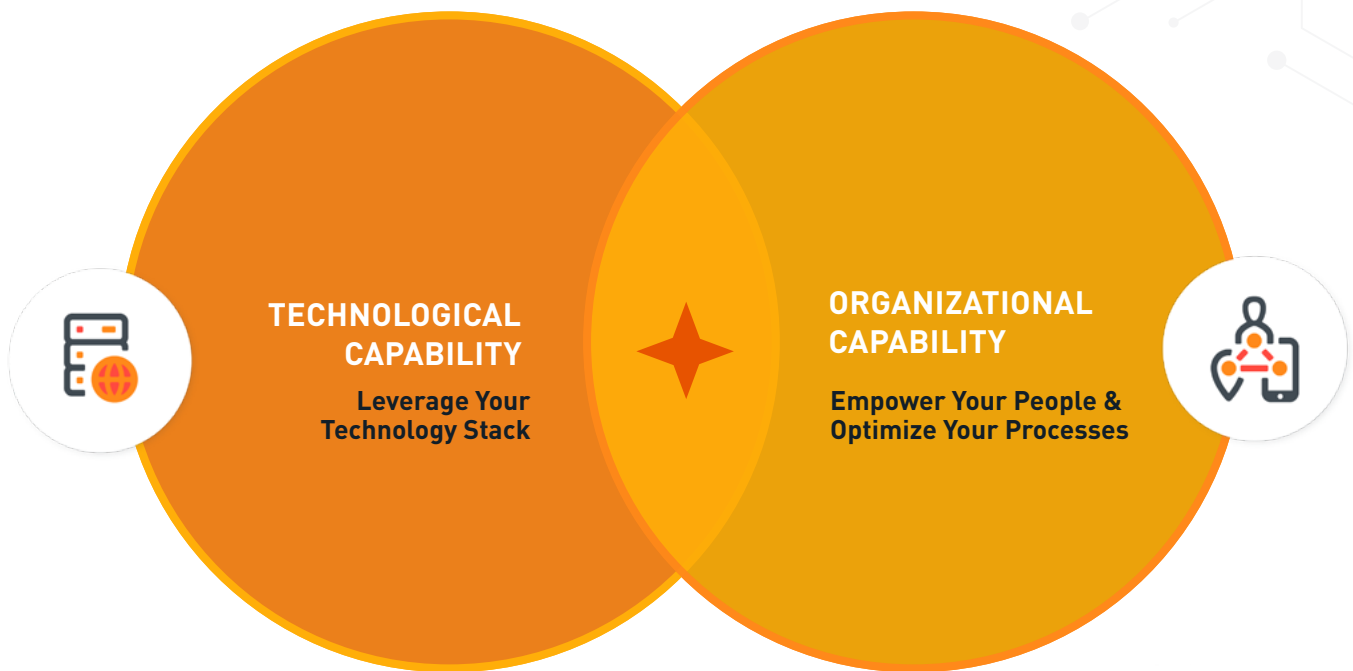 TECHNOLOGICAL
CAPABILITY
Leverage Your
Technology Stack
ORGANIZATIONAL
CAPABILITY
Empower Your People &
Optimize Your Processes